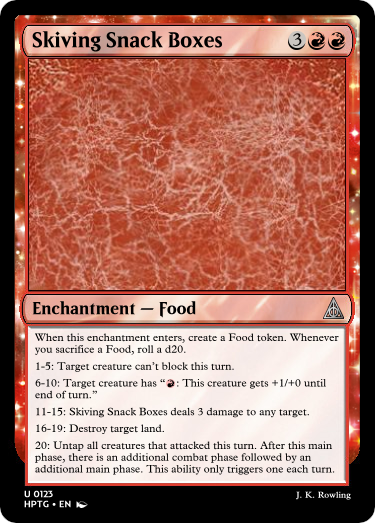 Skiving Snack Boxes 3
Enchantment — Food
When this enchantment enters, create a Food token. Whenever
you sacrifice a Food, roll a d20.
1-5: Target creature can't block this turn.
6-10: Target creature has “: This creature gets +1/+0 until
end of turn.”
11-15: Skiving Snack Boxes deals 3 damage to any target.
16-19: Destroy target land.
20: Untap all creatures that attacked this turn. After this main
phase, there is an additional combat phase followed by an
additional main phase. This ability only triggers one each turn.
U 0123
HPTG • EN
J. K. Rowling